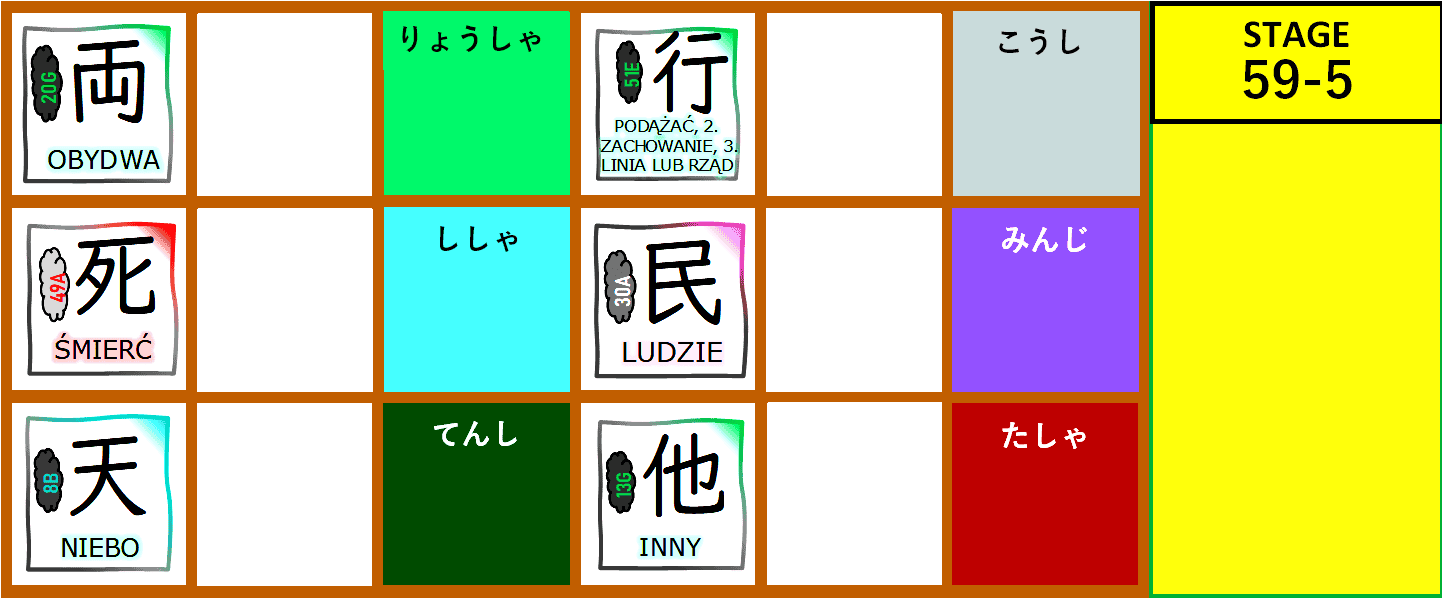 20G
両
OBYDWA
りょうしゃ
51E
行
PODĄŻAĆ, 2.
ZACHOWANIE, 3.
LINIA LUB RZĄD
こうし
STAGE
59-5
49A
死
ŚMIERĆ
ししゃ
30A
民
LUDZIE
みんじ
8B
天
NIEBO
てんし
13G
他
INNY
たしゃ